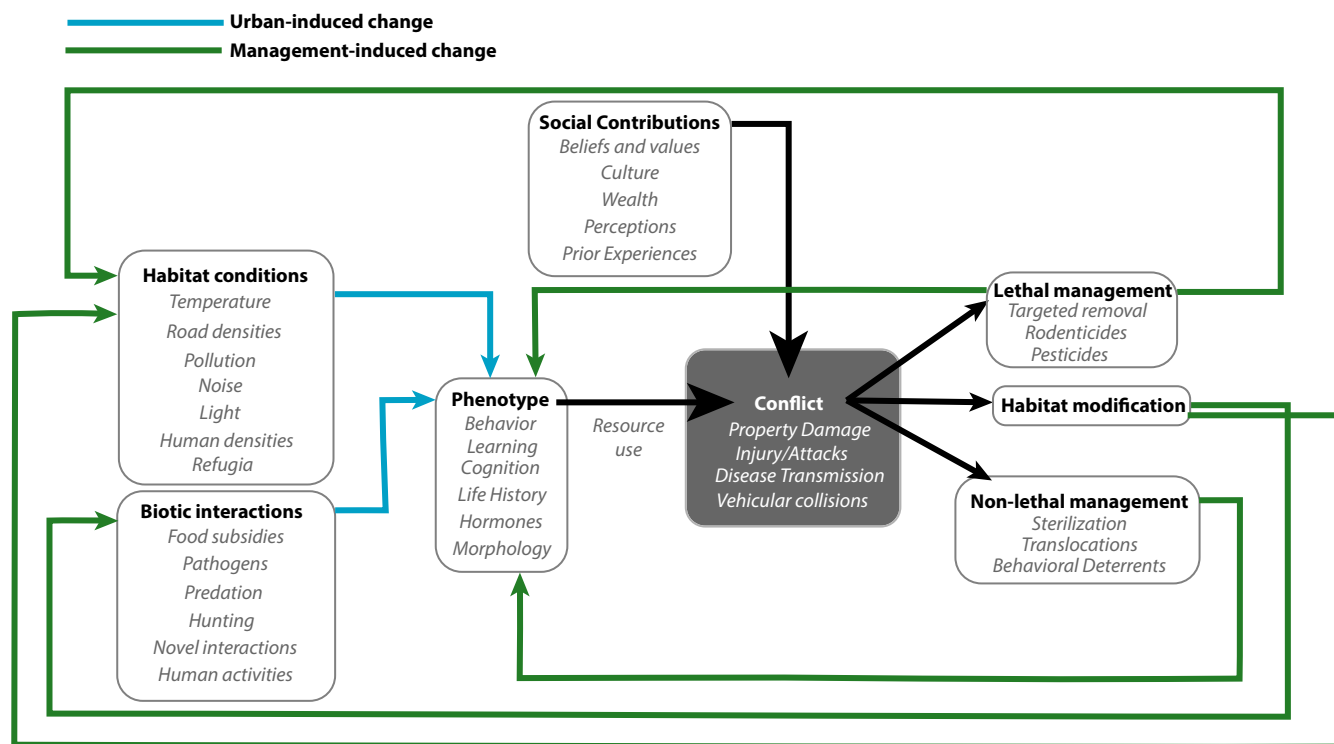 Urban-induced change
Management-induced change
Social Contributions
Beliefs and values
Culture
Wealth
Perceptions
Prior Experiences
Habitat conditions
Temperature
Road densities
Pollution
Noise
Light
Human densities
Refugia
Biotic interactions
Food subsidies
Pathogens
Predation
Hunting
Novel interactions
Human activities
Phenotype
Behavior
Learning
Cognition
Life History
Hormones
Morphology
Resource
use
Conflict
Property Damage
Injury/Attacks
Disease Transmission
Vehicular collisions
Lethal management
Targeted removal
Rodenticides
Pesticides
Habitat modification
Non-lethal management
Sterilization
Translocations
Behavioral Deterrents